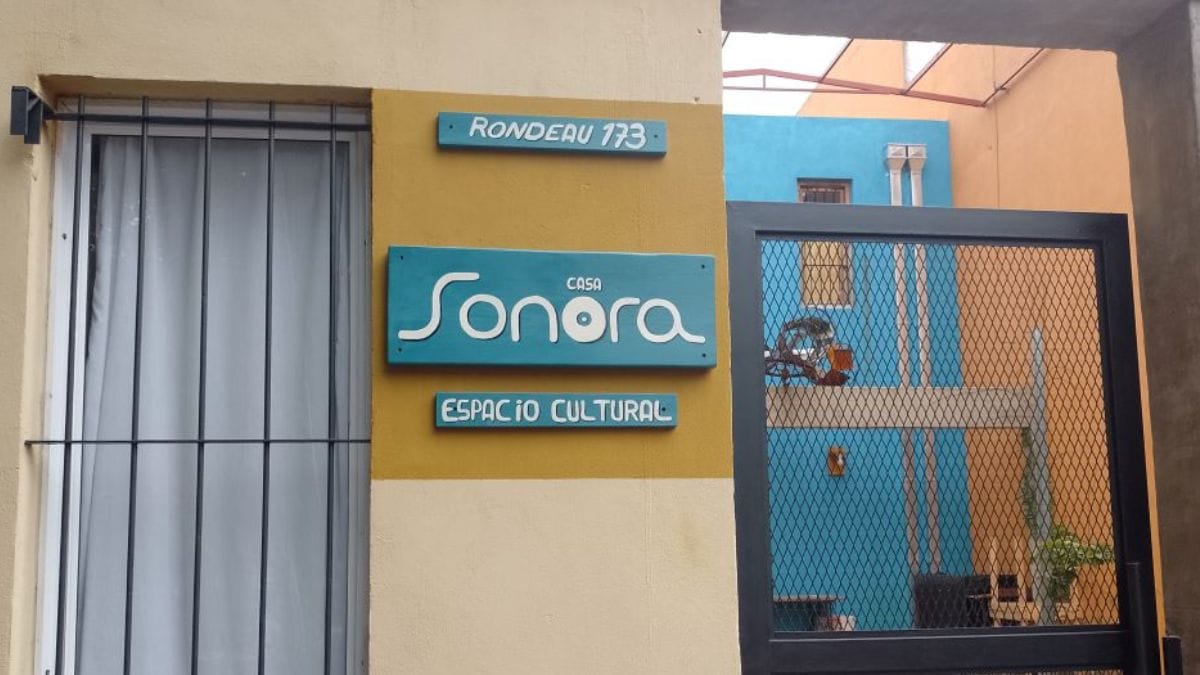 RONDEAU 173
CASA
Sonora
ESPACiO CULTURAL